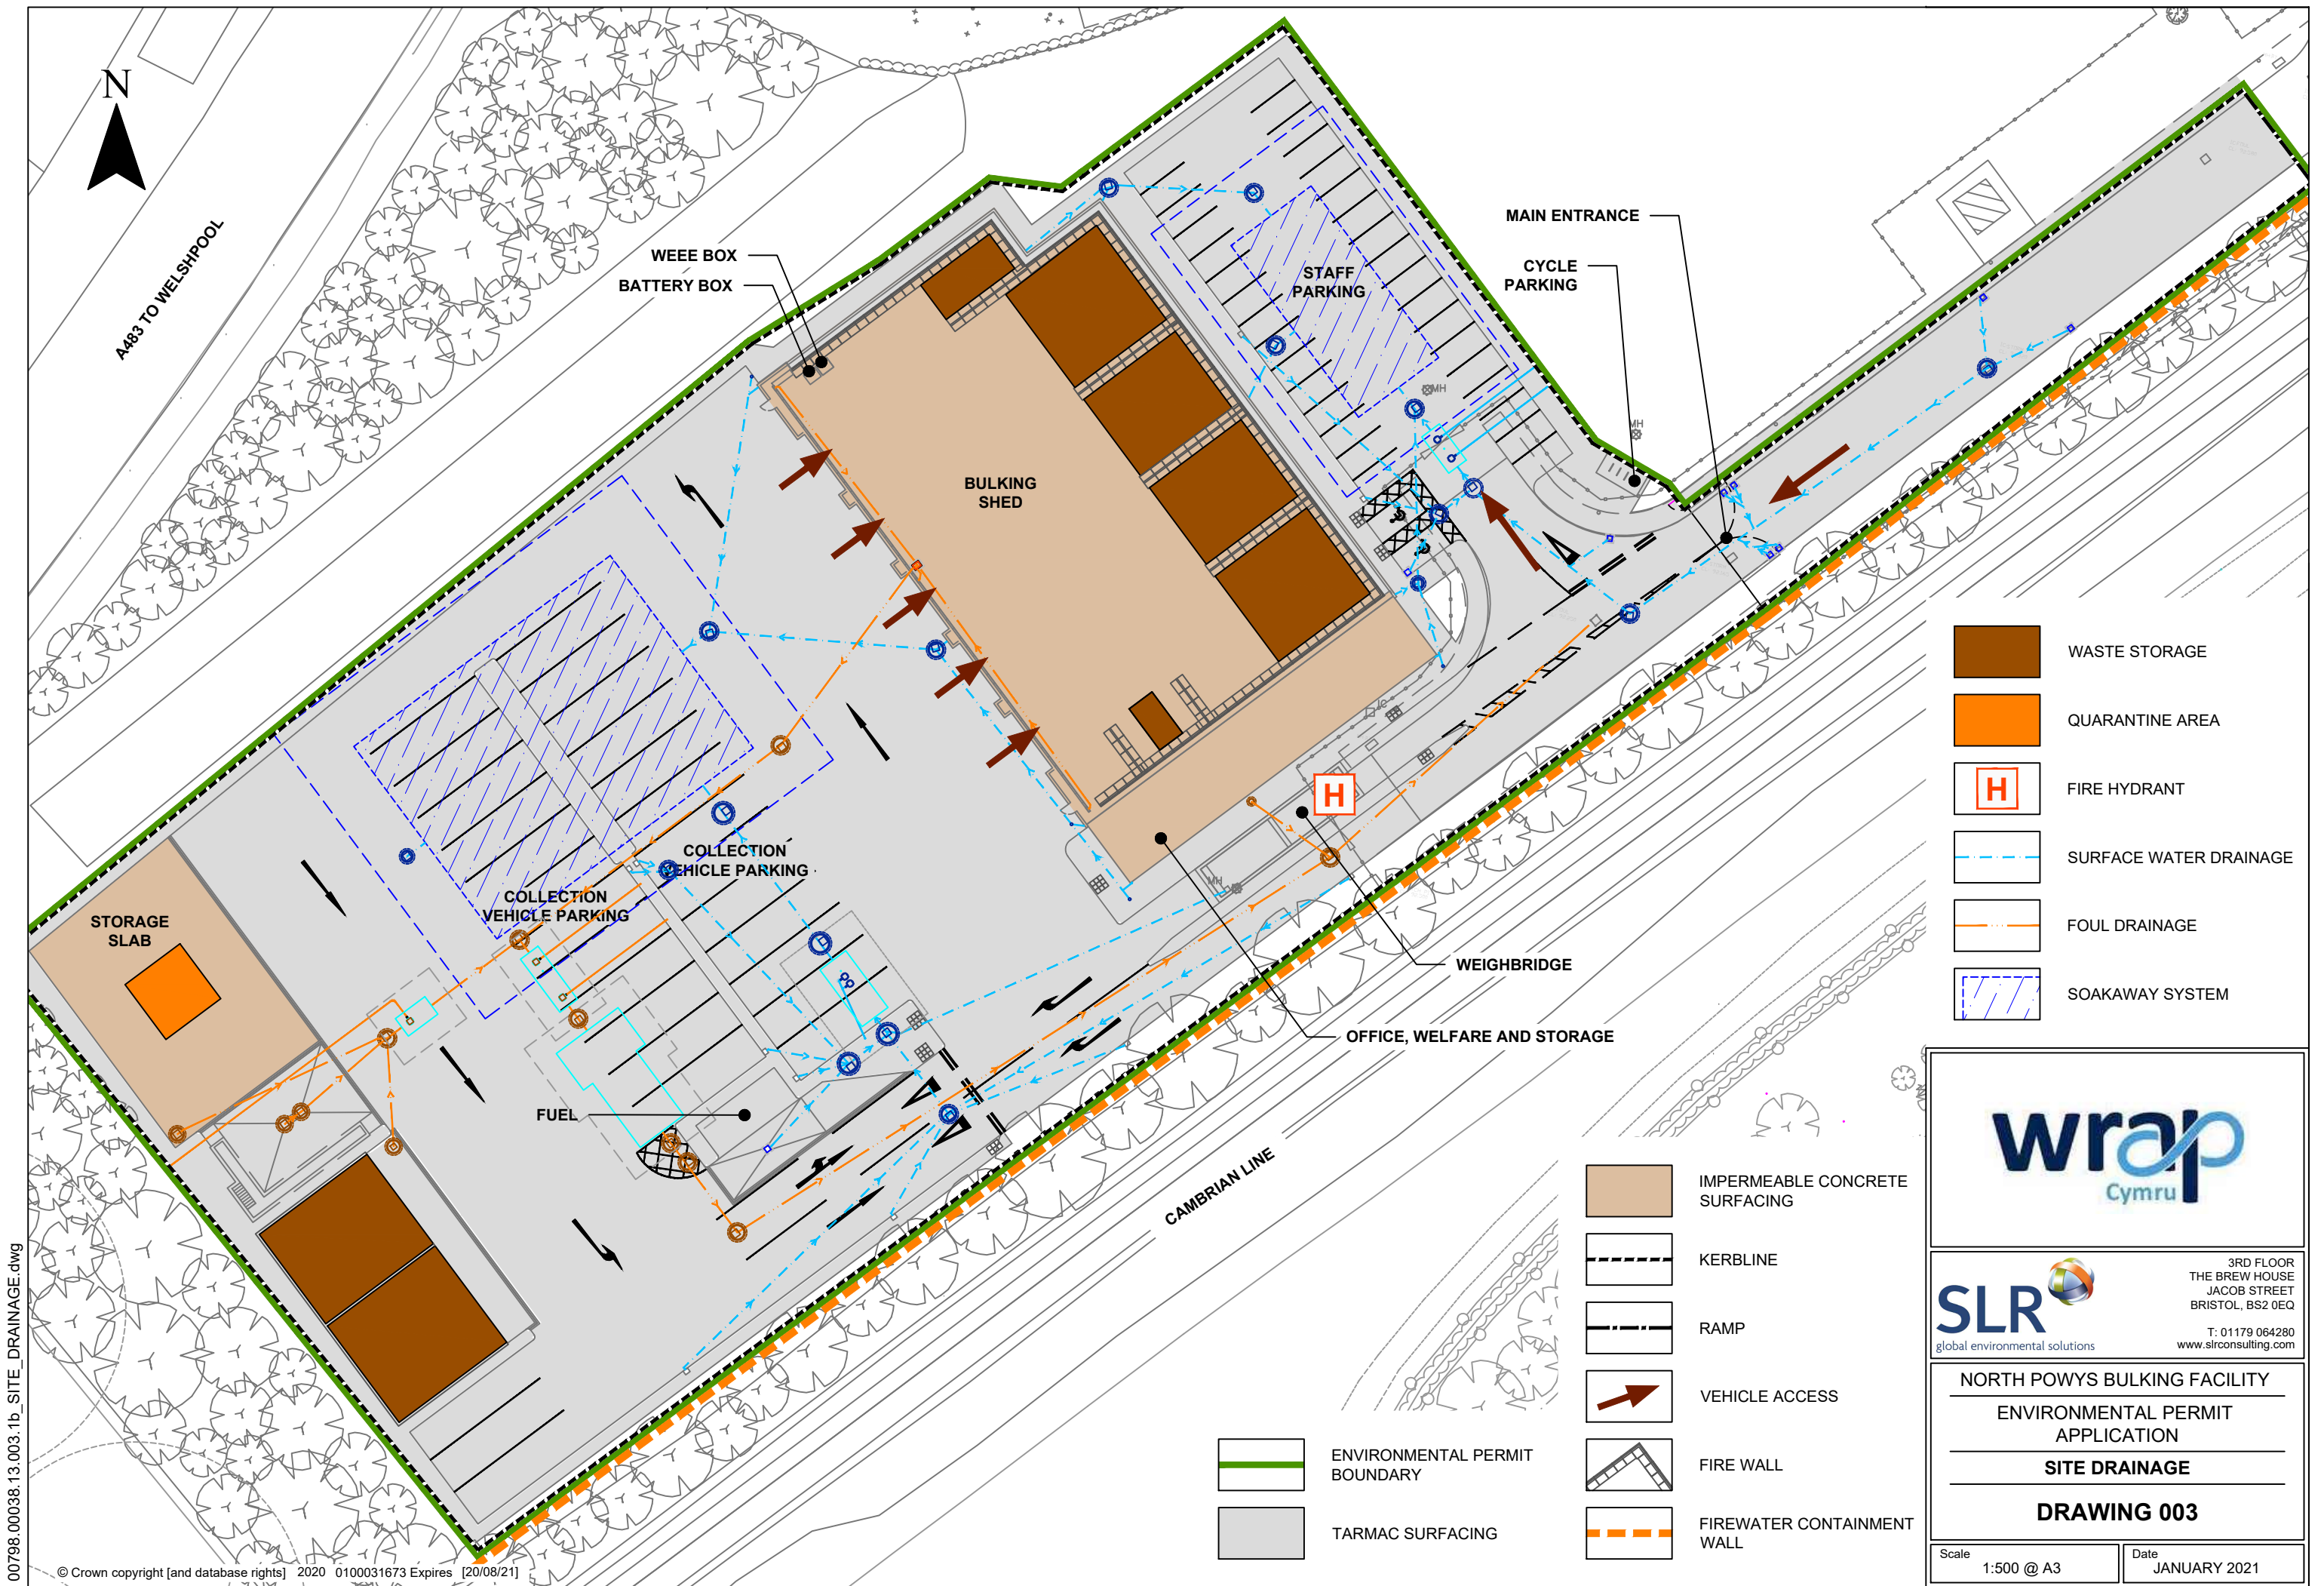 N
A483 TO WELSHPOOL
WEEE BOX
BATTERY BOX
MAIN ENTRANCE
CYCLE
PARKING
STAFF
PARKING
MH
MH
BULKING
SHED
COLLECTION
VEHICLE PARKING
COLLECTION
VEHICLE PARKING
STORAGE
SLAB
FUEL
H
MH
WEIGHBRIDGE
OFFICE, WELFARE AND STORAGE
CAMBRIAN LINE
WASTE STORAGE
QUARANTINE AREA
H
FIRE HYDRANT
SURFACE WATER DRAINAGE
FOUL DRAINAGE
SOAKAWAY SYSTEM
IMPERMEABLE CONCRETE
SURFACING
KERBLINE
RAMP
VEHICLE ACCESS
FIRE WALL
FIREWATER CONTAINMENT
WALL
ENVIRONMENTAL PERMIT
BOUNDARY
TARMAC SURFACING
wrap
Cymru
SLR
global environmental solutions
3RD FLOOR
THE BREW HOUSE
JACOB STREET
BRISTOL, BS2 0EQ
T: 01179 064280
www.slrconsulting.com
NORTH POWYS BULKING FACILITY
ENVIRONMENTAL PERMIT
APPLICATION
SITE DRAINAGE
DRAWING 003
Scale
1:500 @ A3
Date
JANUARY 2021
© Crown copyright [and database rights] 2020 0100031673 Expires [20/08/21]
00798.00038.13.003.1b_SITE_DRAINAGE.dwg